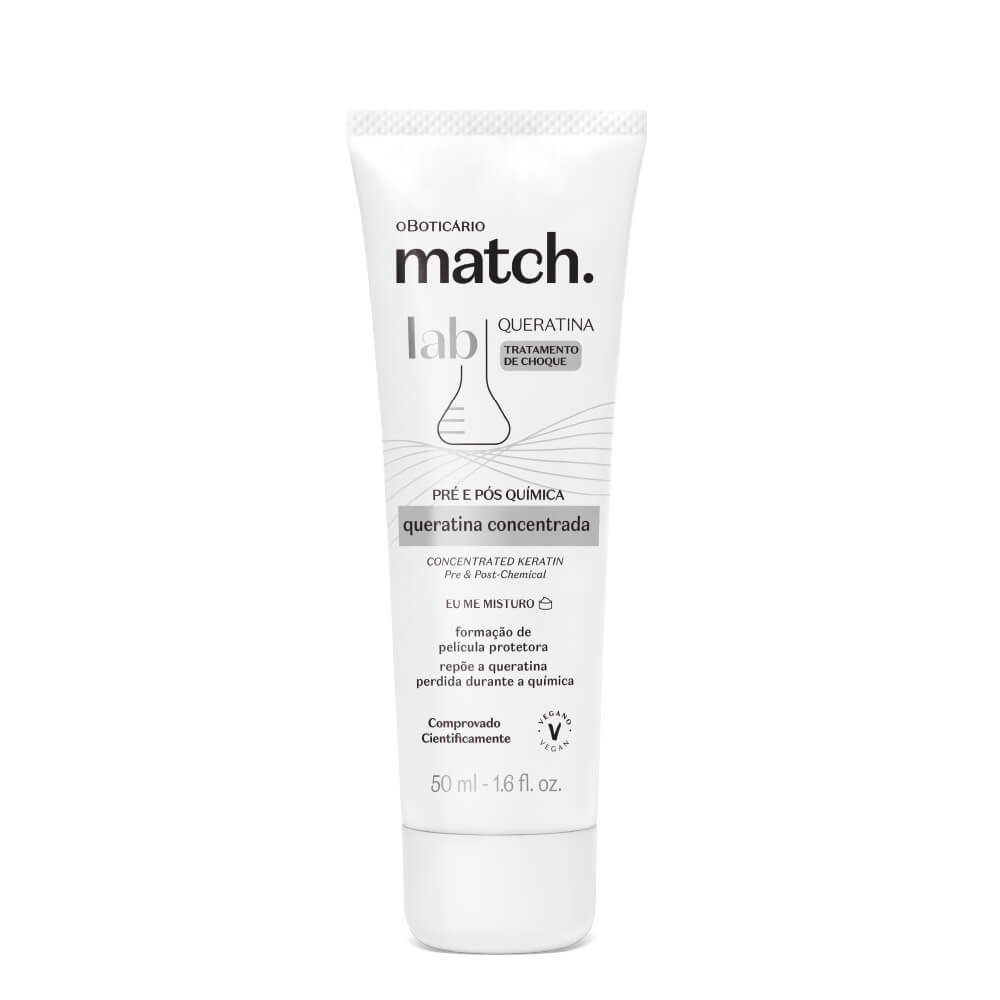 oBOTICÁRIO
match.
lab
QUERATINA
TRATAMENTO
DE CHOQUE
PRÉ E PÓS QUÍMICA
queratina concentrada
CONCENTRATED KERATIN
Pre & Post-Chemical
EU ME MISTURO
formação de
película protetora
repõe a queratina
perdida durante a química
Comprovado
Cientificamente
VEGANO
V
VEGAN
50 ml - 1.6 fl. oz.